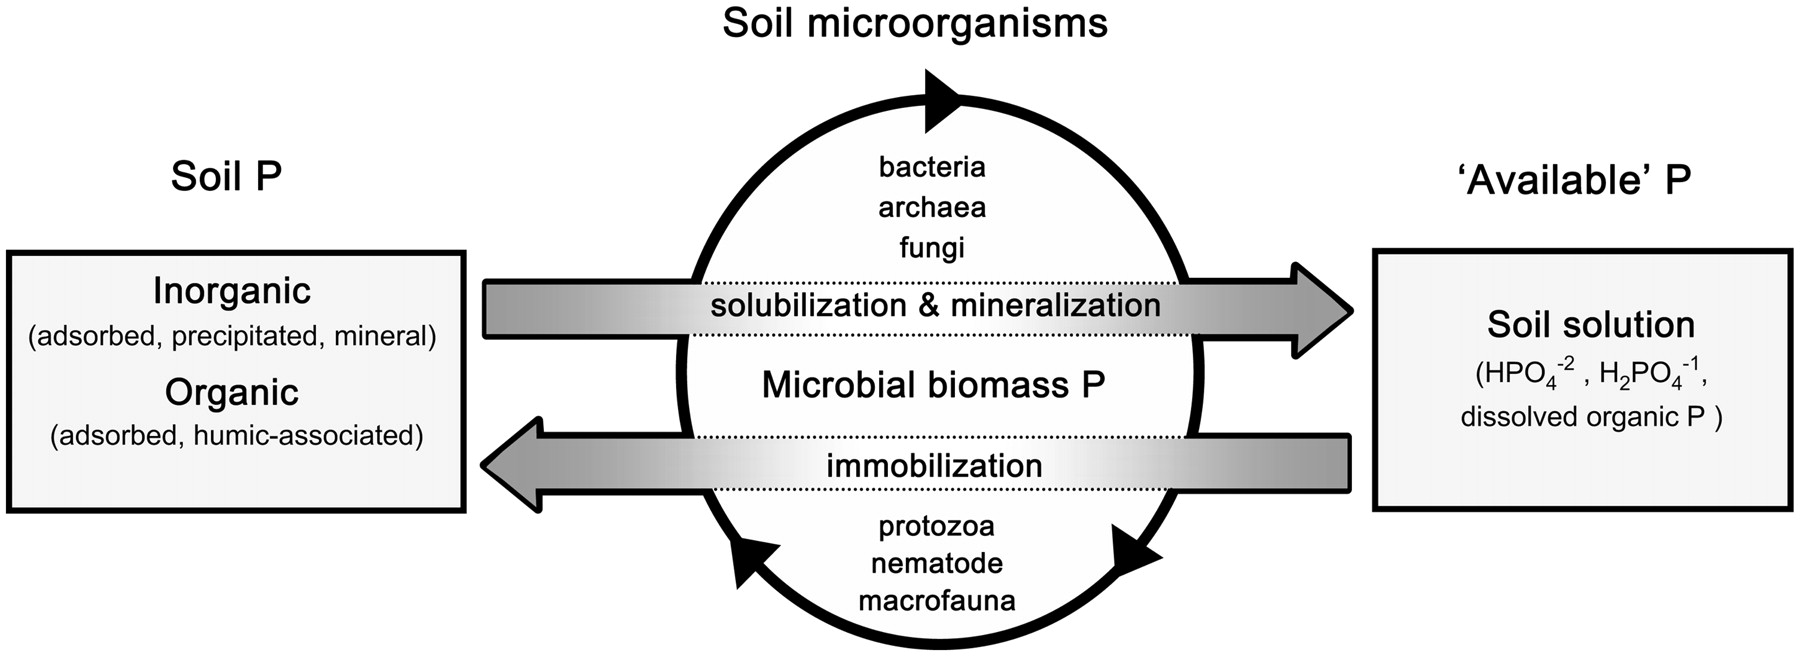 Soil microorganisms
Soil P
Inorganic
(adsorbed, precipitated, mineral)
Organic
(adsorbed, humic-associated)
bacteria
archaea
fungi
solubilization & mineralization
Microbial biomass P
immobilization
protozoa
nematode
macrofauna
‘Available’ P
Soil solution
(HPO₄⁻² , H₂PO₄⁻¹,
dissolved organic P )